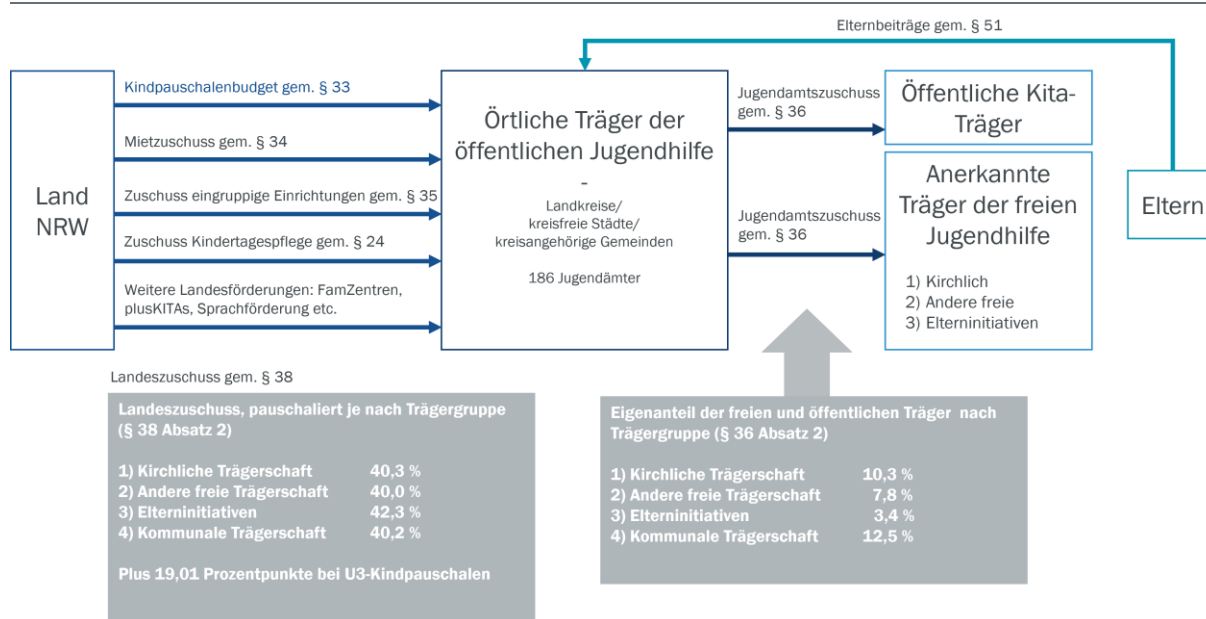 Elternbeiträge gem. § 51
Land
NRW
Kindpauschalenbudget gem. § 33
Mietzuschuss gem. § 34
Zuschuss eingruppige Einrichtungen gem. § 35
Zuschuss Kindertagespflege gem. § 24
Weitere Landesförderungen: FamZentren,
plusKITAs, Sprachförderung etc.
Örtliche Träger der
öffentlichen Jugendhilfe
-
Landkreise/
kreisfreie Städte/
kreisangehörige Gemeinden
186 Jugendämter
Jugendamtszuschuss
gem. § 36
Jugendamtszuschuss
gem. § 36
Öffentliche Kita-
Träger
Anerkannte
Träger der freien
Jugendhilfe
1) Kirchlich
2) Andere freie
3) Elterninitiativen
Eltern
Landeszuschuss gem. § 38
Landeszuschuss, pauschaliert je nach Trägergruppe
(§ 38 Absatz 2)
1) Kirchliche Trägerschaft 40,3 %
2) Andere freie Trägerschaft 40,0 %
3) Elterninitiativen 42,3 %
4) Kommunale Trägerschaft 40,2 %
Plus 19,01 Prozentpunkte bei U3-Kindpauschalen
Eigenanteil der freien und öffentlichen Träger nach
Trägergruppe (§ 36 Absatz 2)
1) Kirchliche Trägerschaft 10,3 %
2) Andere freie Trägerschaft 7,8 %
3) Elterninitiativen 3,4 %
4) Kommunale Trägerschaft 12,5 %